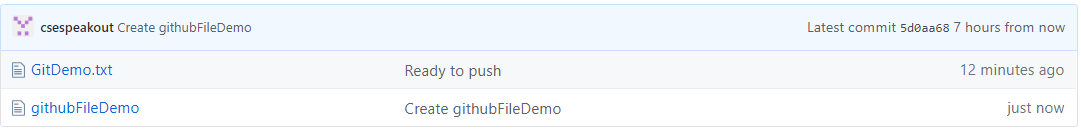 csespeakout Create githubFileDemo Latest commit 5d0aa68 7 hours from now
GitDemo.txt Ready to push 12 minutes ago
githubFileDemo Create githubFileDemo just now